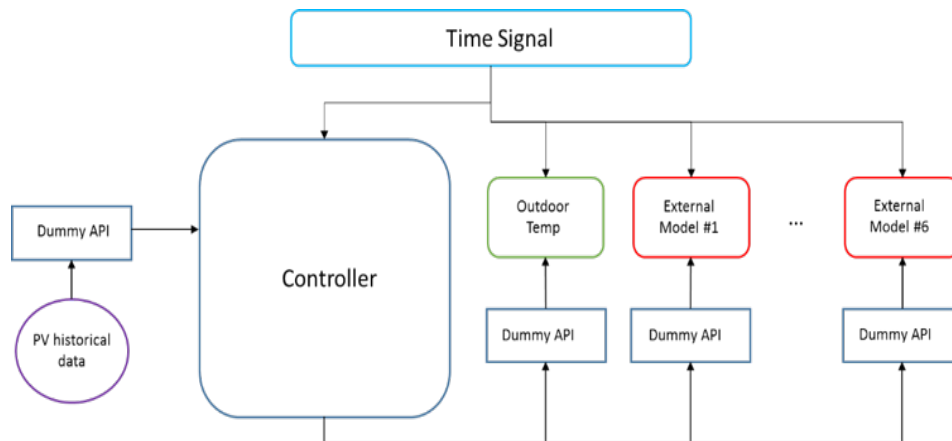 Time Signal
Outdoor
Temp
External
Model #1
...
External
Model #6
Dummy API
Controller
PV historical
data
Dummy API
Dummy API
Dummy API